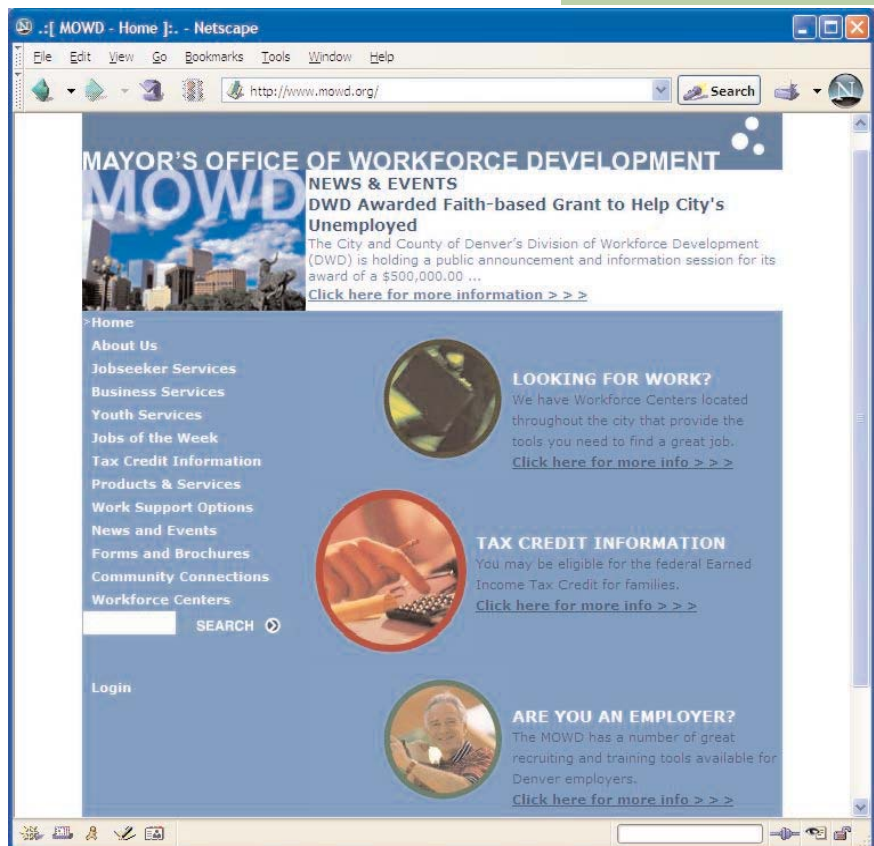 .:[ MOWD - Home ]:. - Netscape
File Edit View Go Bookmarks Tools Window Help
http://www.mowd.org/ Search N
MAYOR'S OFFICE OF WORKFORCE DEVELOPMENT
MOWD
NEWS & EVENTS
DWD Awarded Faith-based Grant to Help City's
Unemployed
The City and County of Denver's Division of Workforce Development
(DWD) is holding a public announcement and information session for its
award of a $500,000.00 ...
Click here for more information > > >
>Home
About Us
Jobseeker Services
Business Services
Youth Services
Jobs of the Week
Tax Credit Information
Products & Services
Work Support Options
News and Events
Forms and Brochures
Community Connections
Workforce Centers
SEARCH
Login
LOOKING FOR WORK?
We have Workforce Centers located
throughout the city that provide the
tools you need to find a great job.
Click here for more info > > >
TAX CREDIT INFORMATION
You may be eligible for the federal Earned
Income Tax Credit for families.
Click here for more info > > >
ARE YOU AN EMPLOYER?
The MOWD has a number of great
recruiting and training tools available for
Denver employers.
Click here for more info > > >